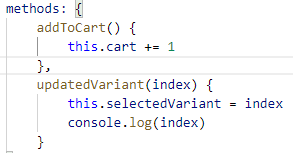 methods: {
    addToCart() {
        this.cart += 1
    },
    updatedVariant(index) {
        this.selectedVariant = index
        console.log(index)
    }